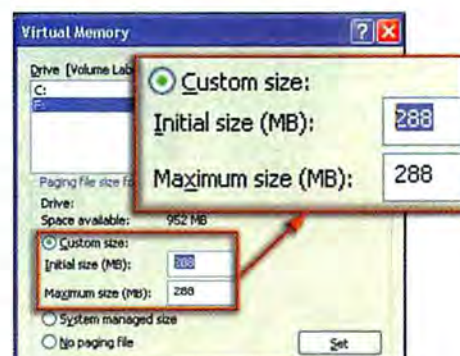 Virtual Memory
Drive [Volume Lab
C:
Paging file size fo
Drive:
Space available: 952 MB
Custom size:
Initial size (MB): 288
Maximum size (MB): 288
System managed size
No paging file
Set
Custom size:
Initial size (MB): 288
Maximum size (MB): 288